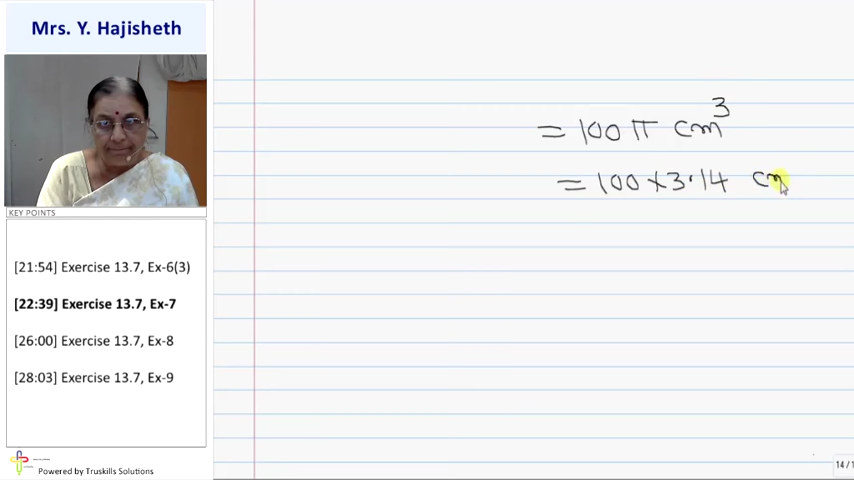 Mrs. Y. Hajisheth
= 100 π cm³
= 100 × 3.14 cm
KEY POINTS
[21:54] Exercise 13.7, Ex-6(3)
[22:39] Exercise 13.7, Ex-7
[26:00] Exercise 13.7, Ex-8
[28:03] Exercise 13.7, Ex-9
Powered by Truskills Solutions
14/1